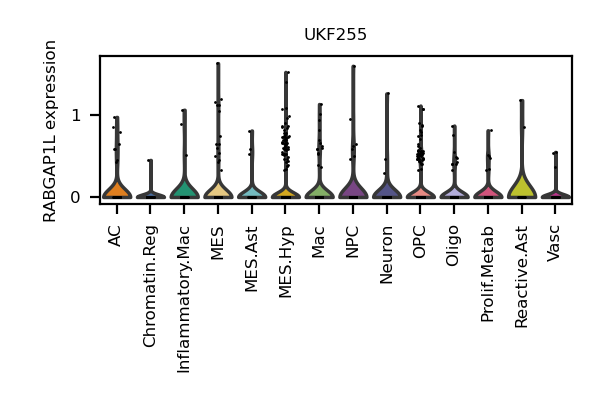 UKF255
RABGAP1L expression
1
0
AC
Chromatin.Reg
Inflammatory.Mac
MES
MES.Ast
MES.Hyp
Mac
NPC
Neuron
OPC
Oligo
Prolif.Metab
Reactive.Ast
Vasc